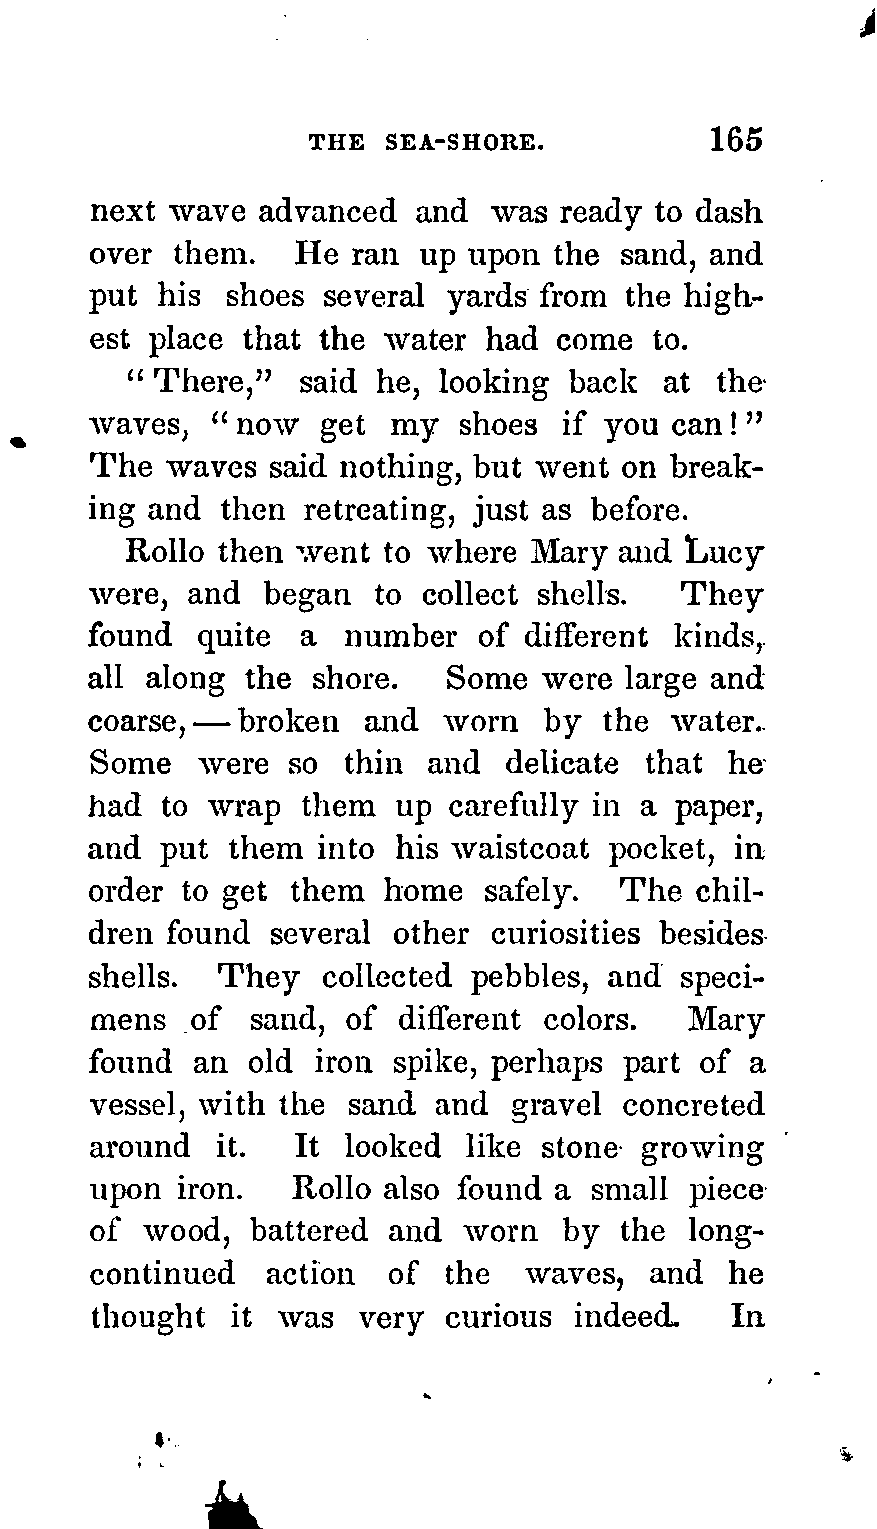 THE SEA-SHORE. 165
next wave advanced and was ready to dash
over them. He ran up upon the sand, and
put his shoes several yards from the high-
est place that the water had come to.
“There,” said he, looking back at the
waves, “now get my shoes if you can!”
The waves said nothing, but went on break-
ing and then retreating, just as before.
Rollo then went to where Mary and Lucy
were, and began to collect shells. They
found quite a number of different kinds,
all along the shore. Some were large and
coarse,—broken and worn by the water.
Some were so thin and delicate that he
had to wrap them up carefully in a paper,
and put them into his waistcoat pocket, in
order to get them home safely. The chil-
dren found several other curiosities besides
shells. They collected pebbles, and speci-
mens of sand, of different colors. Mary
found an old iron spike, perhaps part of a
vessel, with the sand and gravel concreted
around it. It looked like stone growing
upon iron. Rollo also found a small piece
of wood, battered and worn by the long-
continued action of the waves, and he
thought it was very curious indeed. In